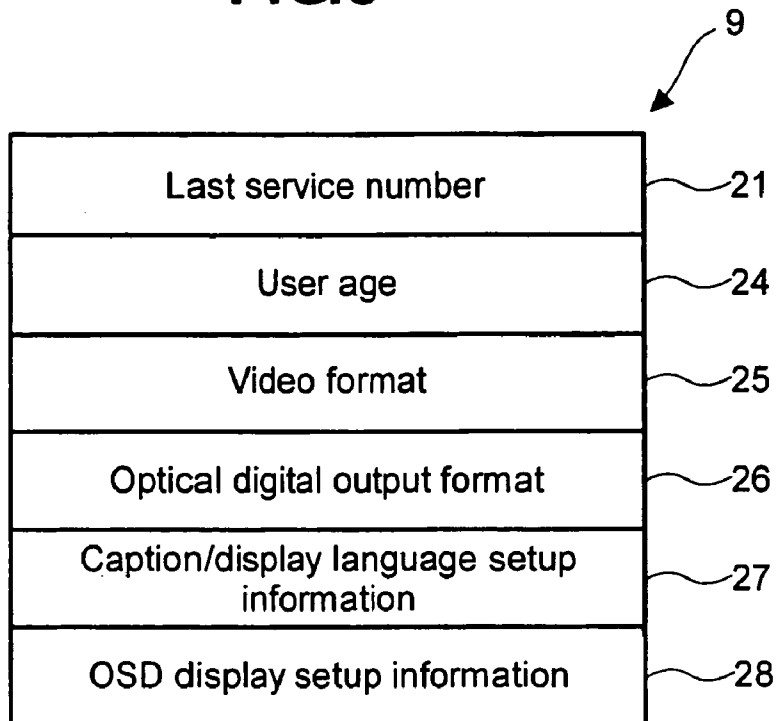 9
Last service number
21
User age
24
Video format
25
Optical digital output format
26
Caption/display language setup
information
27
OSD display setup information
28